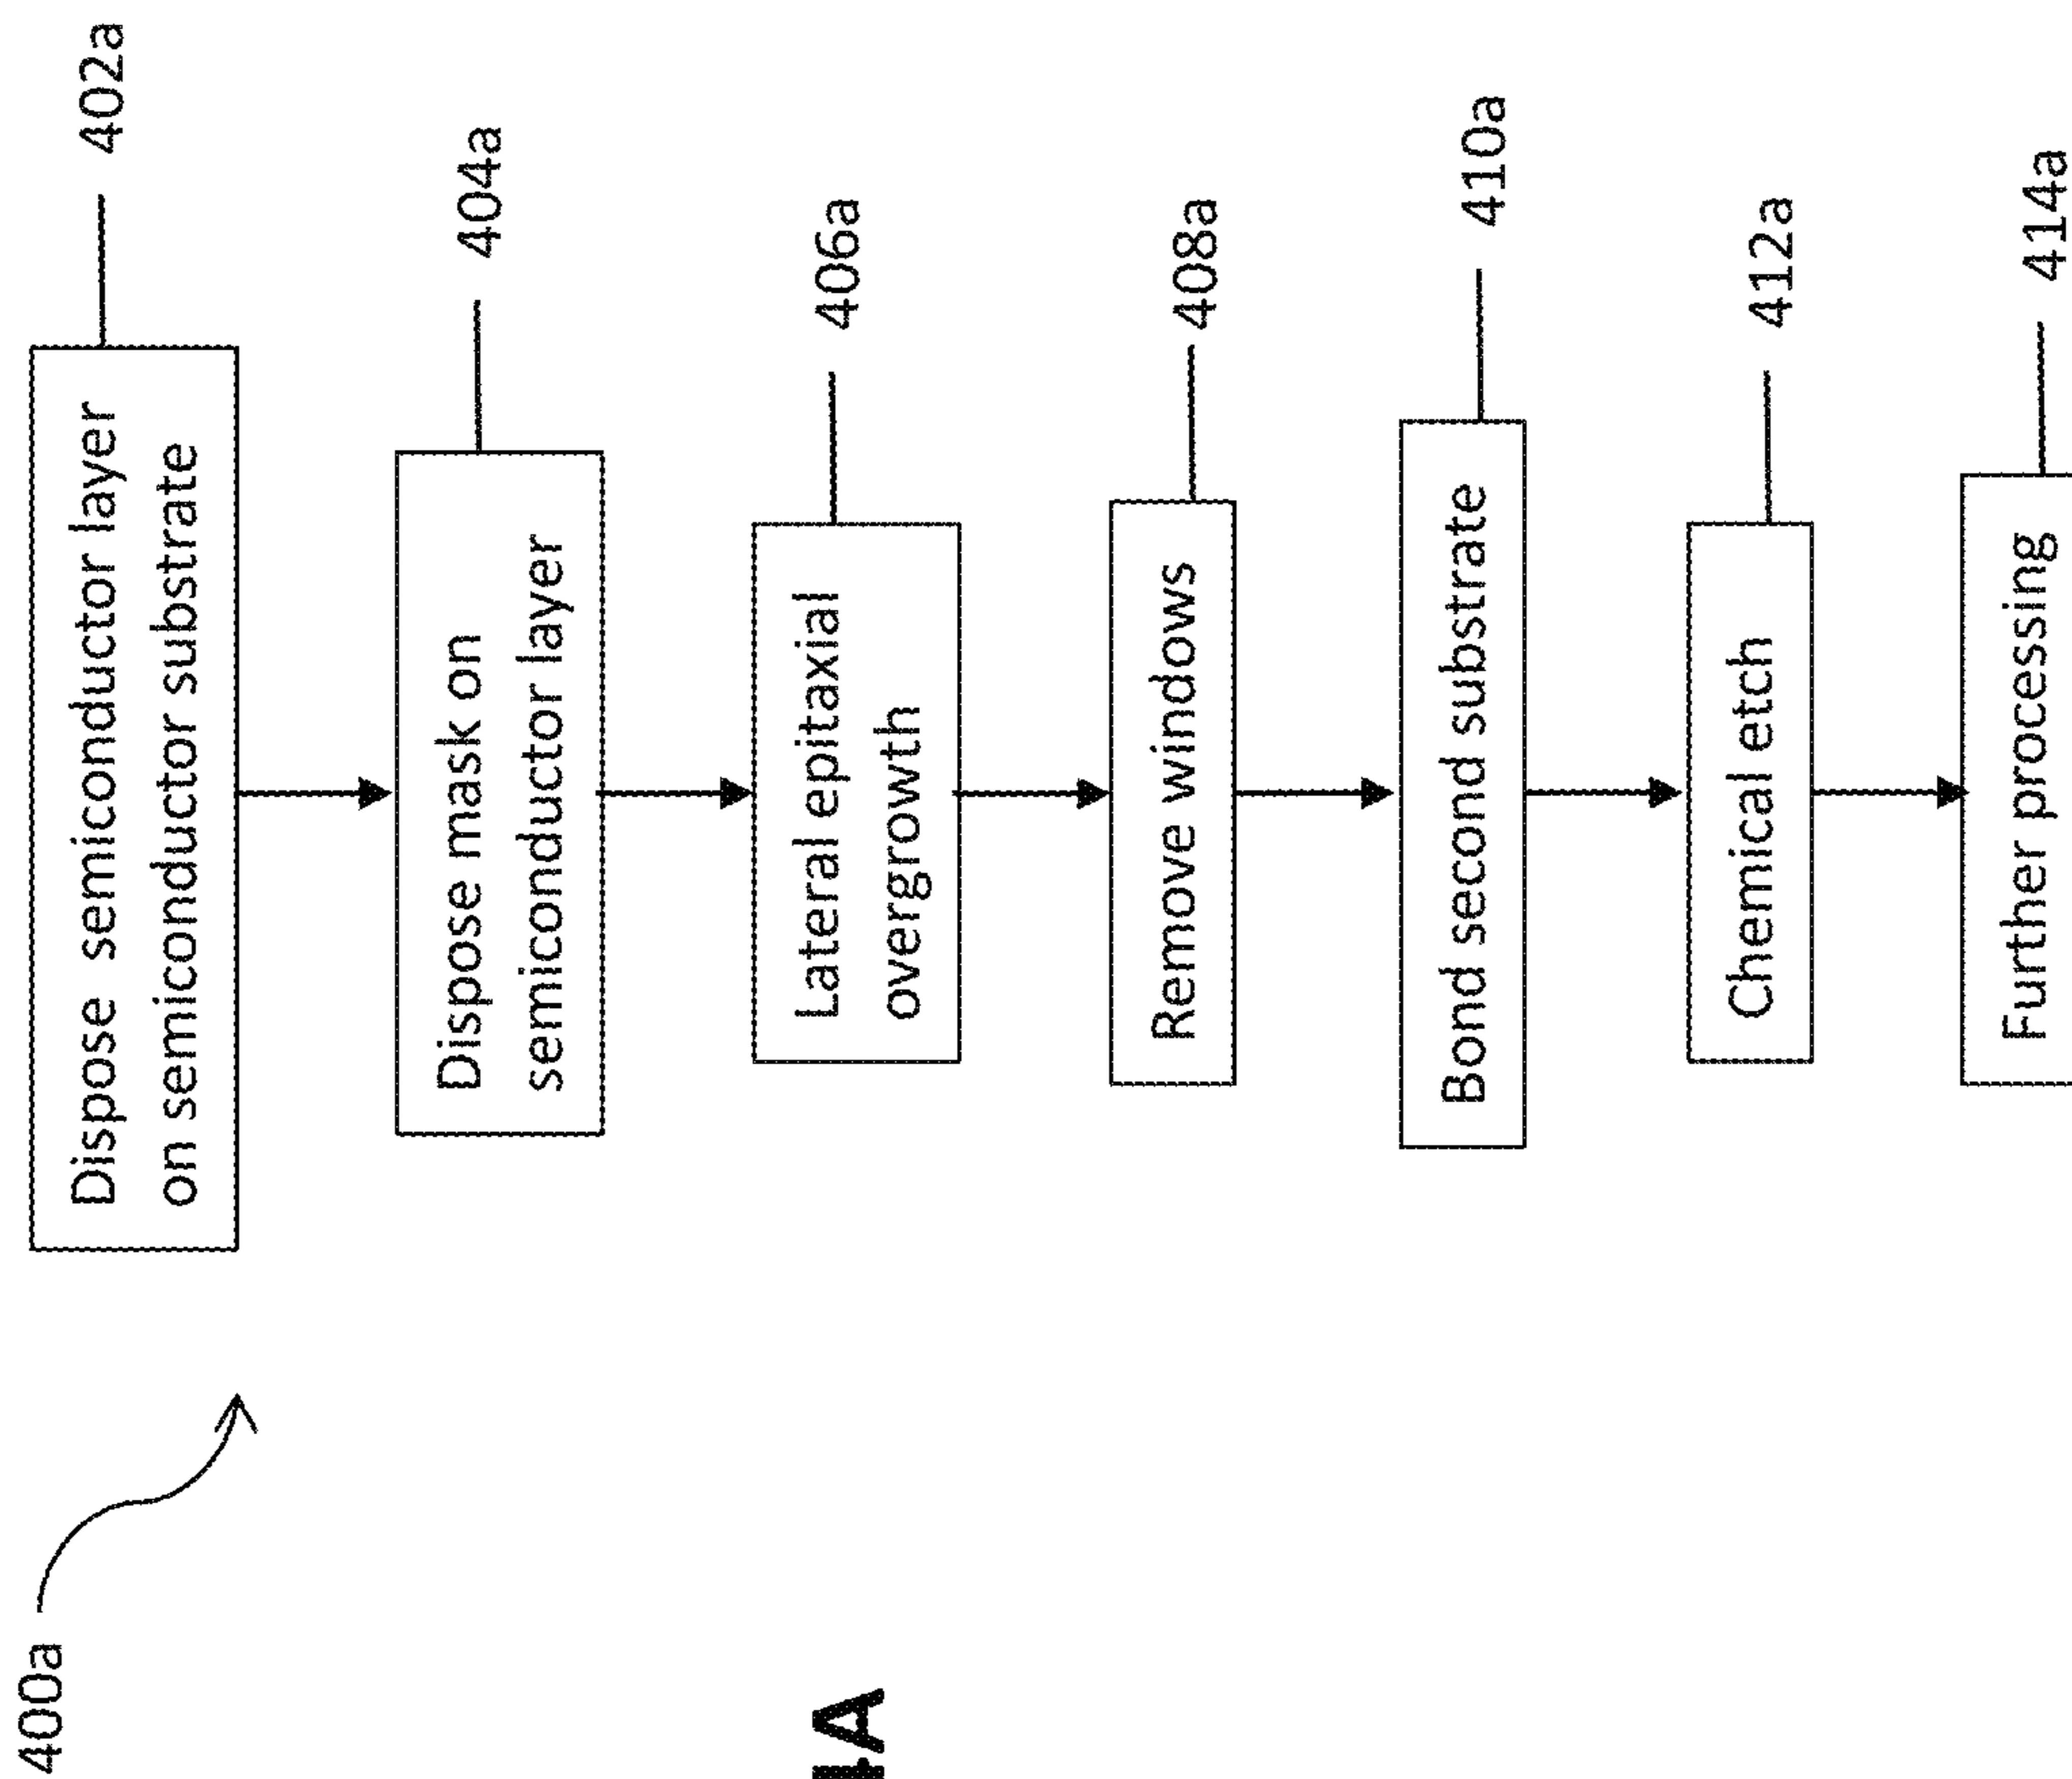 400a
Dispose semiconductor layer
on semiconductor substrate
402a
Dispose mask on
semiconductor layer
404a
Lateral epitaxial
overgrowth
406a
Remove windows
408a
Bond second substrate
410a
Chemical etch
412a
Further processing
414a